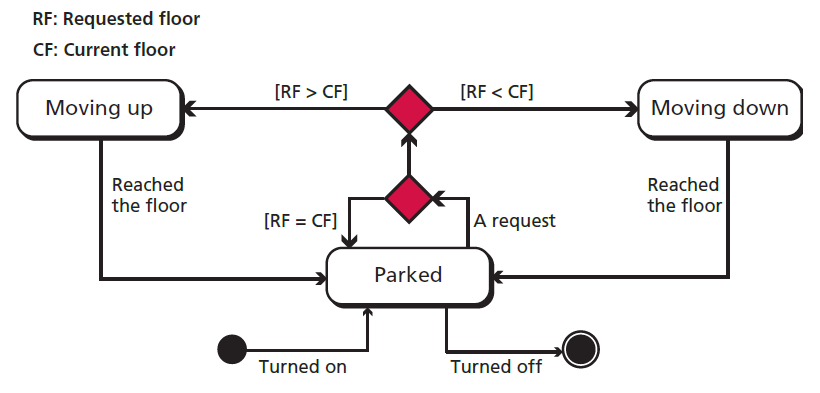 RF: Requested floor
CF: Current floor
[RF > CF]
[RF < CF]
Moving up
Moving down
Reached
the floor
Reached
the floor
[RF = CF]
A request
Parked
Turned on
Turned off